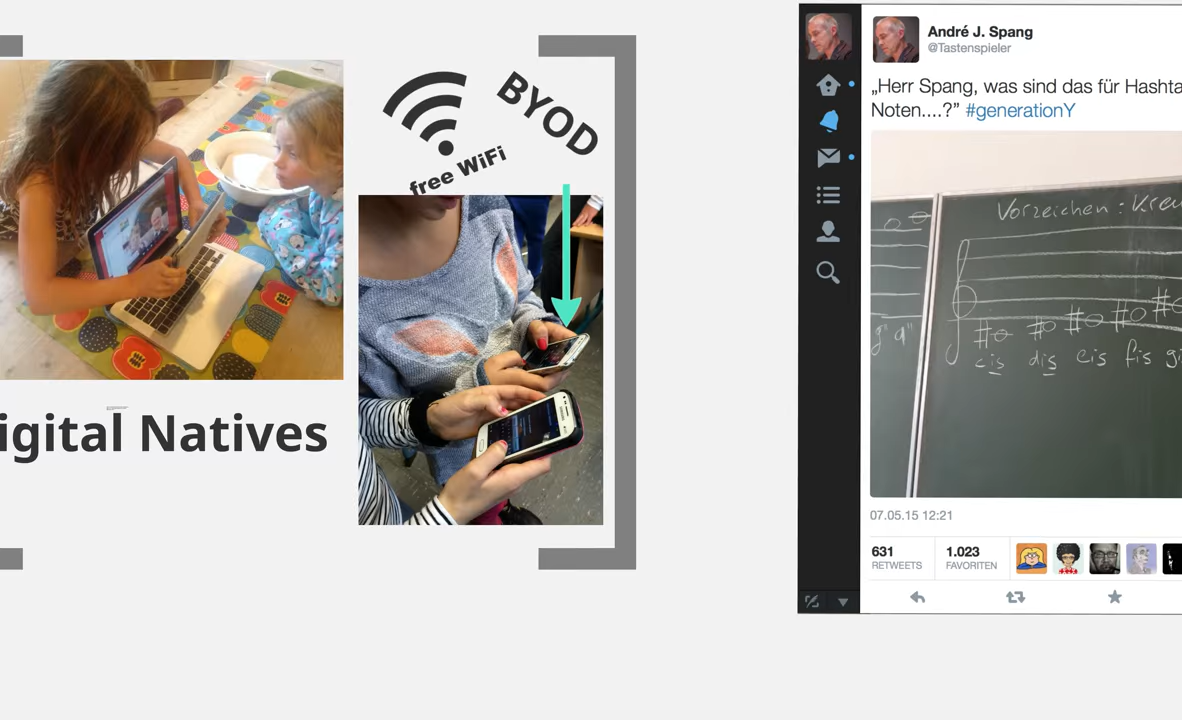 BYOD
free WiFi
igital Natives
André J. Spang
@Tastenspieler
„Herr Spang, was sind das für Hashta
Noten....?” #generationY
Vorzeichen : Kreu
g" a"
cis dis eis fis gi
07.05.15 12:21
631
RETWEETS
1.023
FAVORITEN